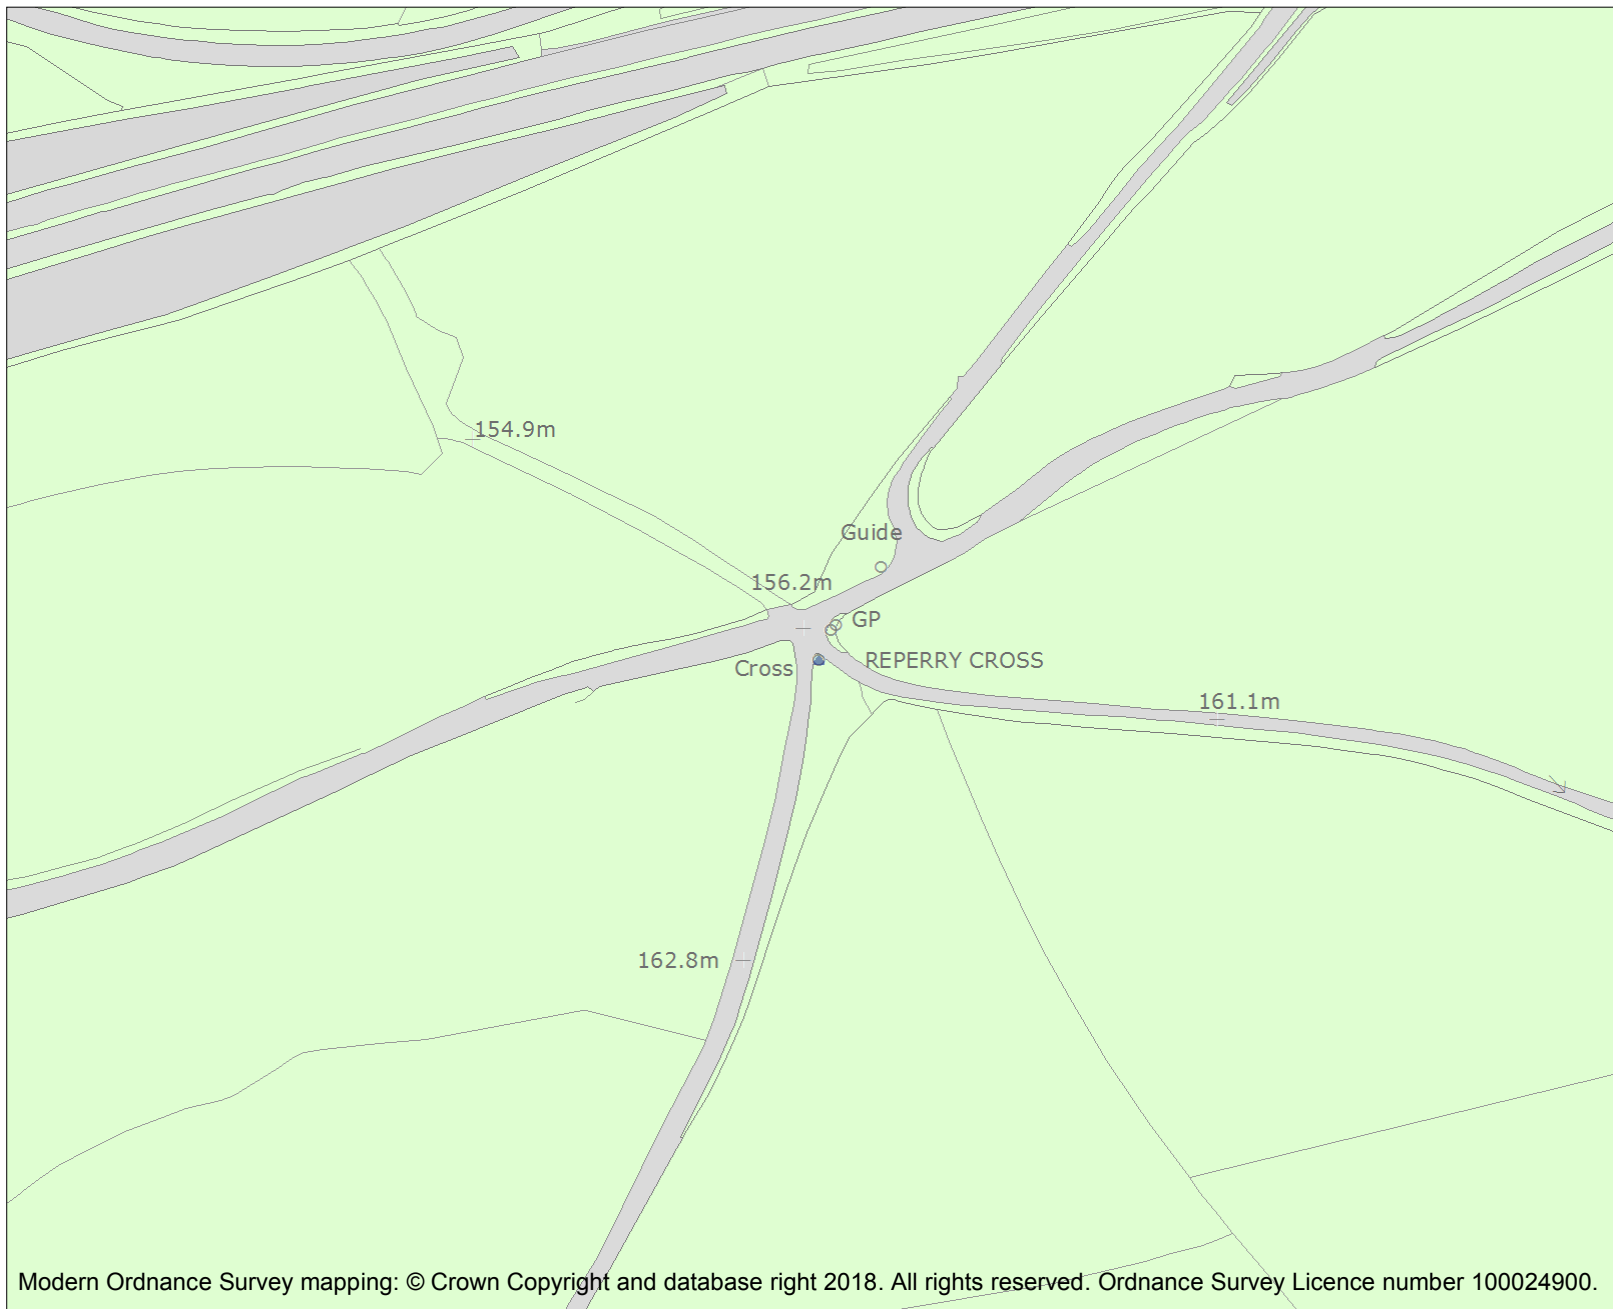 154.9m
Guide
156.2m
GP
REPERRY CROSS
Cross
161.1m
162.8m
Modern Ordnance Survey mapping: © Crown Copyright and database right 2018. All rights reserved. Ordnance Survey Licence number 100024900.